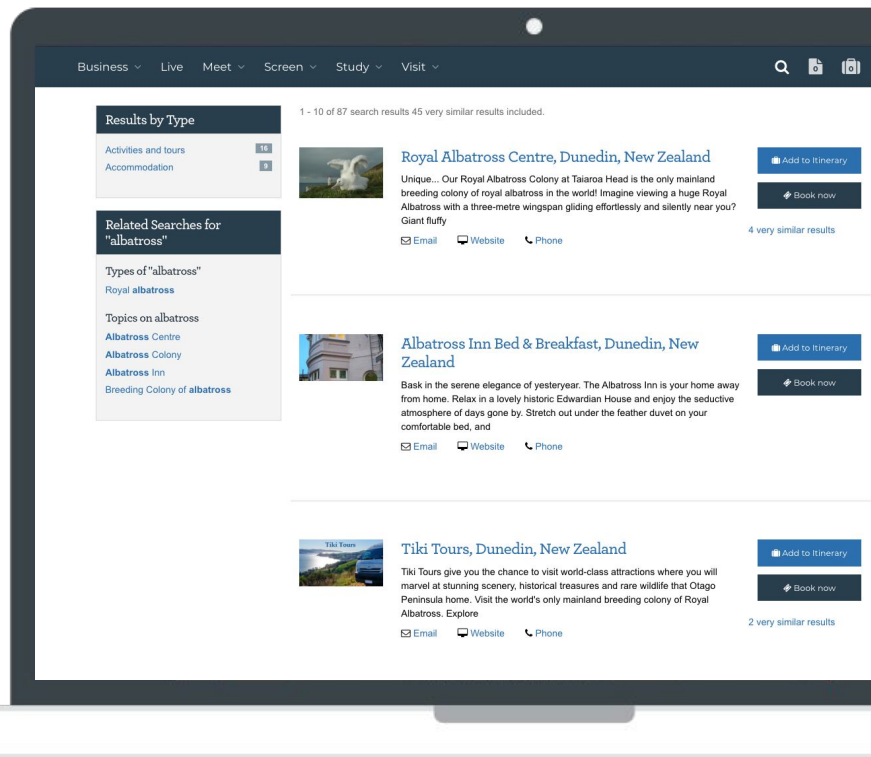 Business Live Meet Screen Study Visit
0 0
Results by Type
Activities and tours 16
Accommodation 9
Related Searches for
"albatross"
Types of "albatross"
Royal albatross
Topics on albatross
Albatross Centre
Albatross Colony
Albatross Inn
Breeding Colony of albatross
1 - 10 of 87 search results 45 very similar results included.
Royal Albatross Centre, Dunedin, New Zealand
Unique... Our Royal Albatross Colony at Taiaroa Head is the only mainland
breeding colony of royal albatross in the world! Imagine viewing a huge Royal
Albatross with a three-metre wingspan gliding effortlessly and silently near you?
Giant fluffy
Email Website Phone
Add to Itinerary
Book now
4 very similar results
Albatross Inn Bed & Breakfast, Dunedin, New
Zealand
Bask in the serene elegance of yesteryear. The Albatross Inn is your home away
from home. Relax in a lovely historic Edwardian House and enjoy the seductive
atmosphere of days gone by. Stretch out under the feather duvet on your
comfortable bed, and
Email Website Phone
Add to Itinerary
Book now
Tiki Tours
Tiki Tours, Dunedin, New Zealand
Tiki Tours give you the chance to visit world-class attractions where you will
marvel at stunning scenery, historical treasures and rare wildlife that Otago
Peninsula home. Visit the world's only mainland breeding colony of Royal
Albatross. Explore
Email Website Phone
Add to Itinerary
Book now
2 very similar results